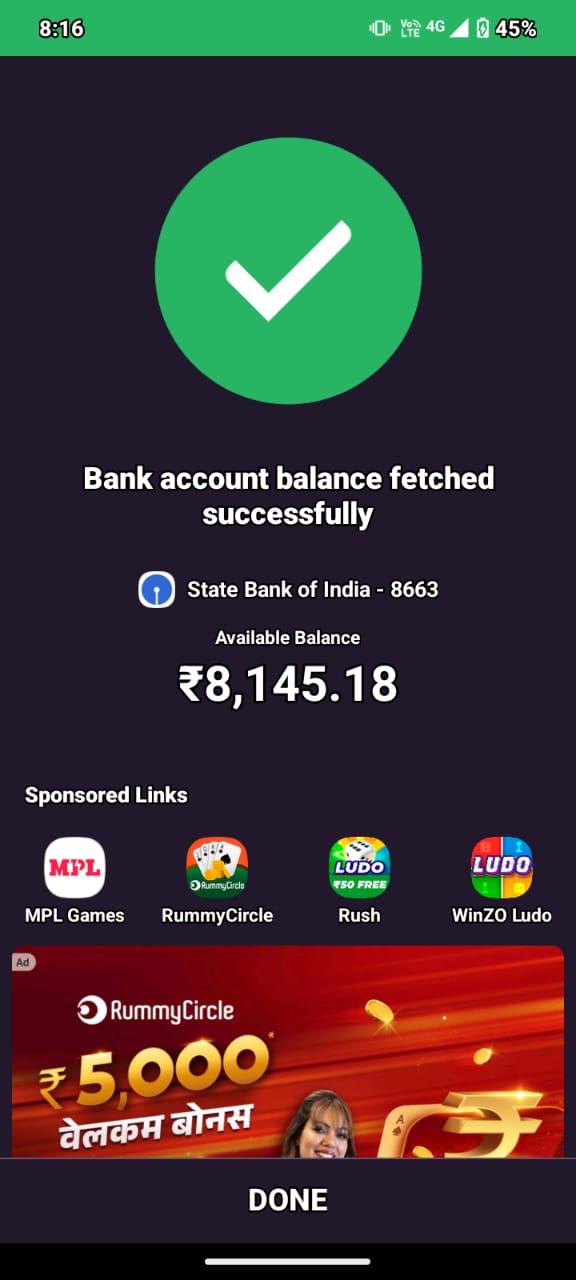 8:16
Vo LTE 4G 45%
Bank account balance fetched
successfully
State Bank of India - 8663
Available Balance
₹8,145.18
Sponsored Links
MPL
RummyCircle
LUDO
₹50 FREE
LUDO
MPL Games
RummyCircle
Rush
WinZO Ludo
Ad
RummyCircle
₹5,000*
वेलकम बोनस
A
DONE